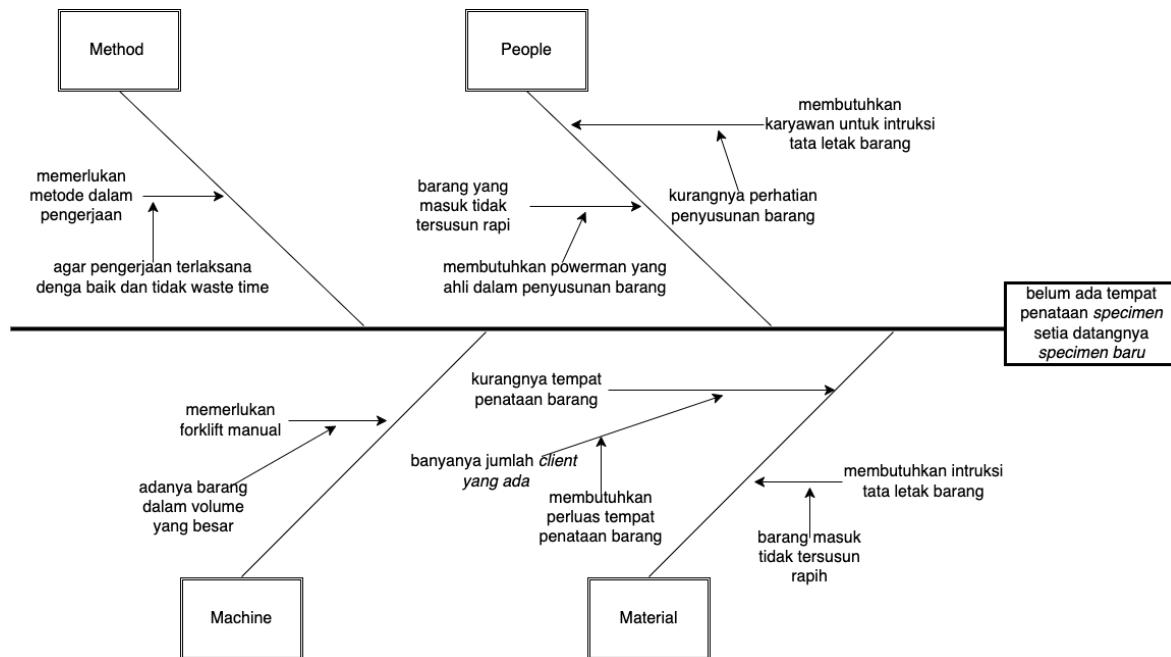 Method
People
membutuhkan
karyawan untuk intruksi
tata letak barang
memerlukan
metode dalam
pengerjaan
barang yang
masuk tidak
tersusun rapi
kurangnya perhatian
penyusunan barang
agar pengerjaan terlaksana
denga baik dan tidak waste time
membutuhkan powerman yang
ahli dalam penyusunan barang
belum ada tempat
penataan specimen
setia datangnya
specimen baru
kurangnya tempat
penataan barang
memerlukan
forklift manual
banyanya jumlah client
yang ada
membutuhkan intruksi
tata letak barang
adanya barang
dalam volume
yang besar
membutuhkan
perluas tempat
penataan barang
barang masuk
tidak tersusun
rapih
Machine
Material